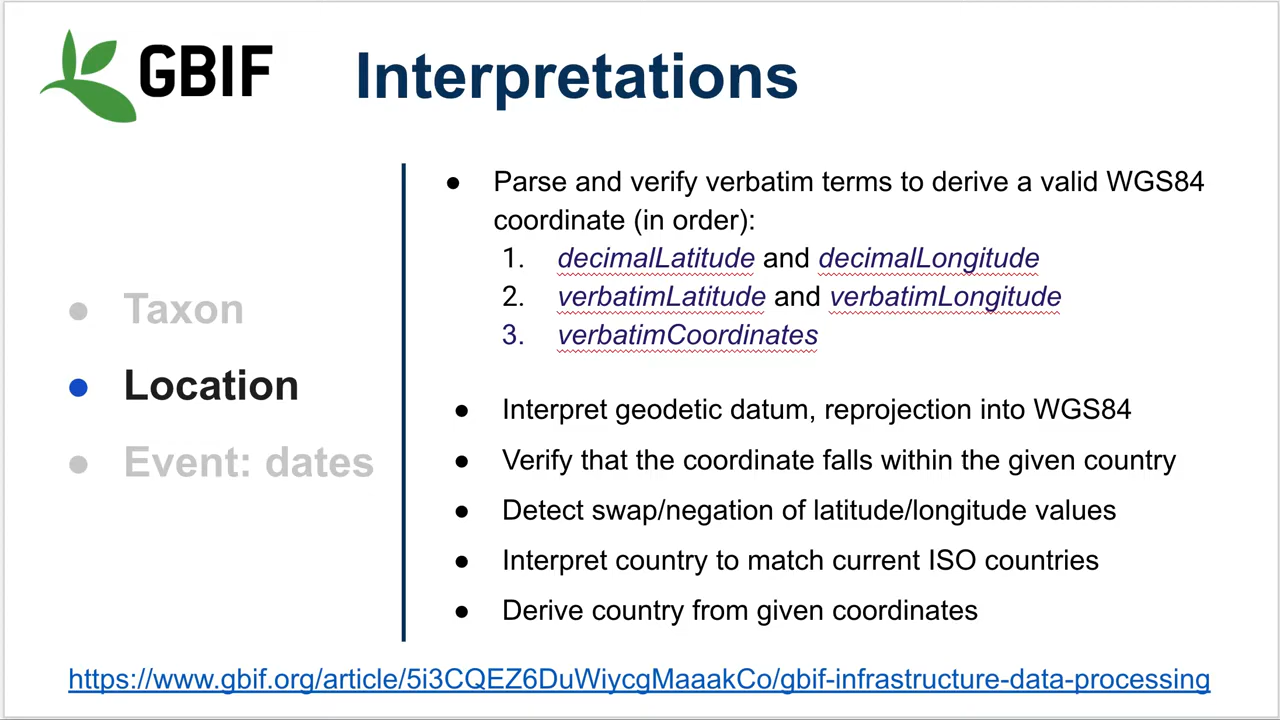 GBIF
Interpretations
● Taxon
● Location
● Event: dates
● Parse and verify verbatim terms to derive a valid WGS84
coordinate (in order):
1. decimalLatitude and decimalLongitude
2. verbatimLatitude and verbatimLongitude
3. verbatimCoordinates
● Interpret geodetic datum, reprojection into WGS84
● Verify that the coordinate falls within the given country
● Detect swap/negation of latitude/longitude values
● Interpret country to match current ISO countries
● Derive country from given coordinates
https://www.gbif.org/article/5i3CQEZ6DuWiycgMaaakCo/gbif-infrastructure-data-processing